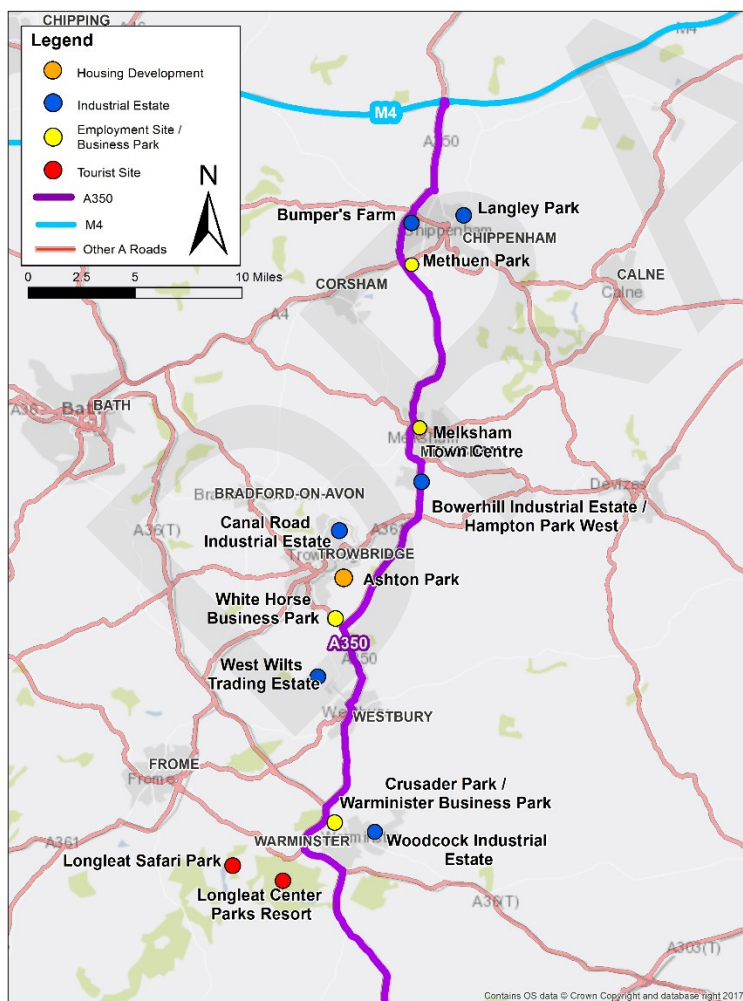 CHIPPING
Legend
Housing Development
Industrial Estate
Employment Site /
Business Park
Tourist Site
A350
M4
Other A Roads
N
0 2.5 5 10 Miles
M4
M4
A350
Bumper's Farm
Langley Park
Chippenham
CHIPPENHAM
Methuen Park
CALNE
Calne
CORSHAM
A4
A36
Bath
BATH
Melksham
Melksham
Town Centre
Devizes
Bowerhill Industrial Estate /
Hampton Park West
BRADFORD-ON-AVON
A36(T)
Canal Road
Industrial Estate
A361
TROWBRIDGE
Ashton Park
White Horse
Business Park
A350
A350
West Wilts
Trading Estate
WESTBURY
FROME
Frome
Crusader Park /
Warminister Business Park
WARMINSTER
Woodcock Industrial
Estate
A361
Longleat Safari Park
Longleat Center
Parks Resort
A36(T)
A303(T)
Contains OS data © Crown Copyright and database right 2017